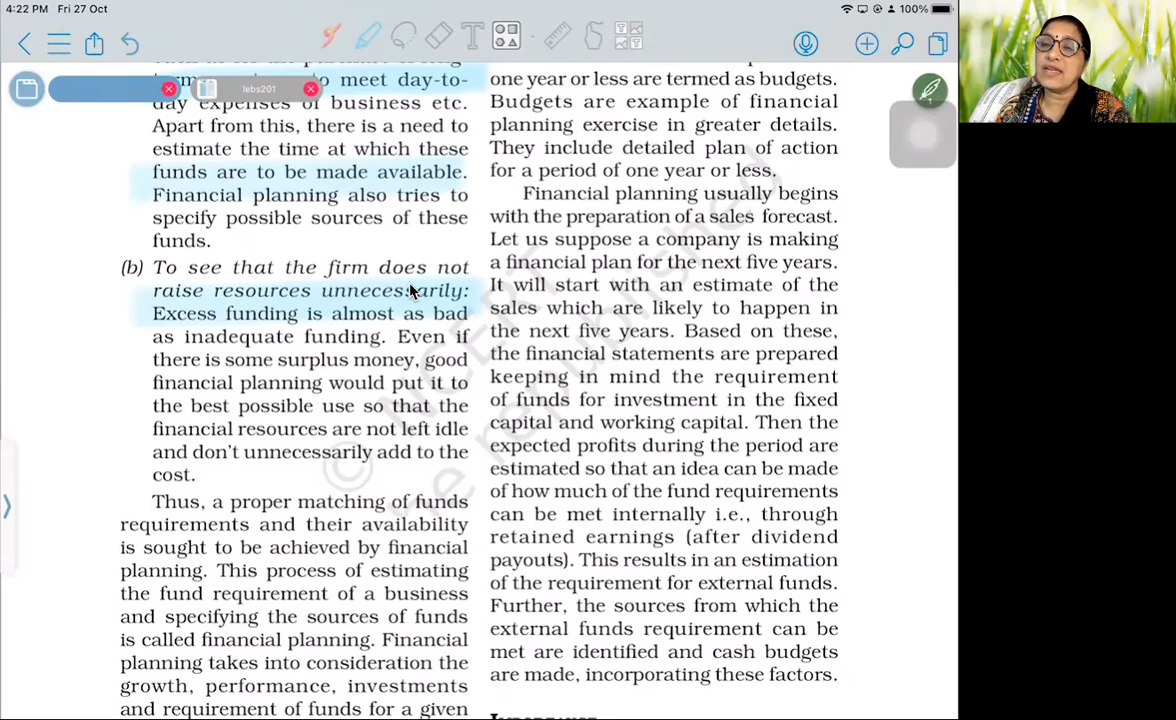 4:22 PM Fri 27 Oct
100%
lebs201
to meet day-to-
day expenses of business etc.
Apart from this, there is a need to
estimate the time at which these
funds are to be made available.
Financial planning also tries to
specify possible sources of these
funds.
(b) To see that the firm does not
raise resources unnecessarily:
Excess funding is almost as bad
as inadequate funding. Even if
there is some surplus money, good
financial planning would put it to
the best possible use so that the
financial resources are not left idle
and don't unnecessarily add to the
cost.
Thus, a proper matching of funds
requirements and their availability
is sought to be achieved by financial
planning. This process of estimating
the fund requirement of a business
and specifying the sources of funds
is called financial planning. Financial
planning takes into consideration the
growth, performance, investments
and requirement of funds for a given
one year or less are termed as budgets.
Budgets are example of financial
planning exercise in greater details.
They include detailed plan of action
for a period of one year or less.
Financial planning usually begins
with the preparation of a sales forecast.
Let us suppose a company is making
a financial plan for the next five years.
It will start with an estimate of the
sales which are likely to happen in
the next five years. Based on these,
the financial statements are prepared
keeping in mind the requirement
of funds for investment in the fixed
capital and working capital. Then the
expected profits during the period are
estimated so that an idea can be made
of how much of the fund requirements
can be met internally i.e., through
retained earnings (after dividend
payouts). This results in an estimation
of the requirement for external funds.
Further, the sources from which the
external funds requirement can be
met are identified and cash budgets
are made, incorporating these factors.
© NCERT
be republished